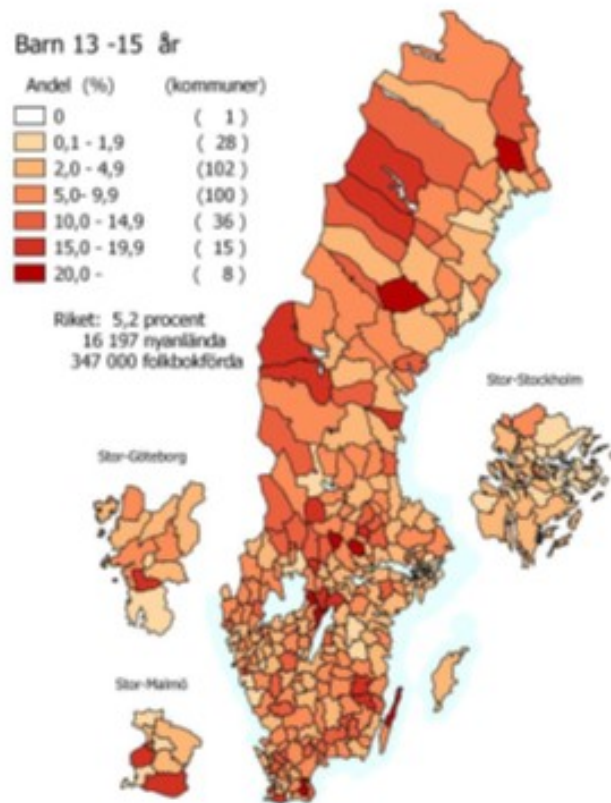 Barn 13 -15 år
Andel (%) (kommuner)
0 ( 1)
0,1 - 1,9 ( 28)
2,0 - 4,9 (102)
5,0- 9,9 (100)
10,0 - 14,9 ( 36)
15,0 - 19,9 ( 15)
20,0 - ( 8)
Riket: 5,2 procent
16 197 nyanlända
347 000 folkbokförda
Stor-Stockholm
Stor-Göteborg
Stor-Malmö